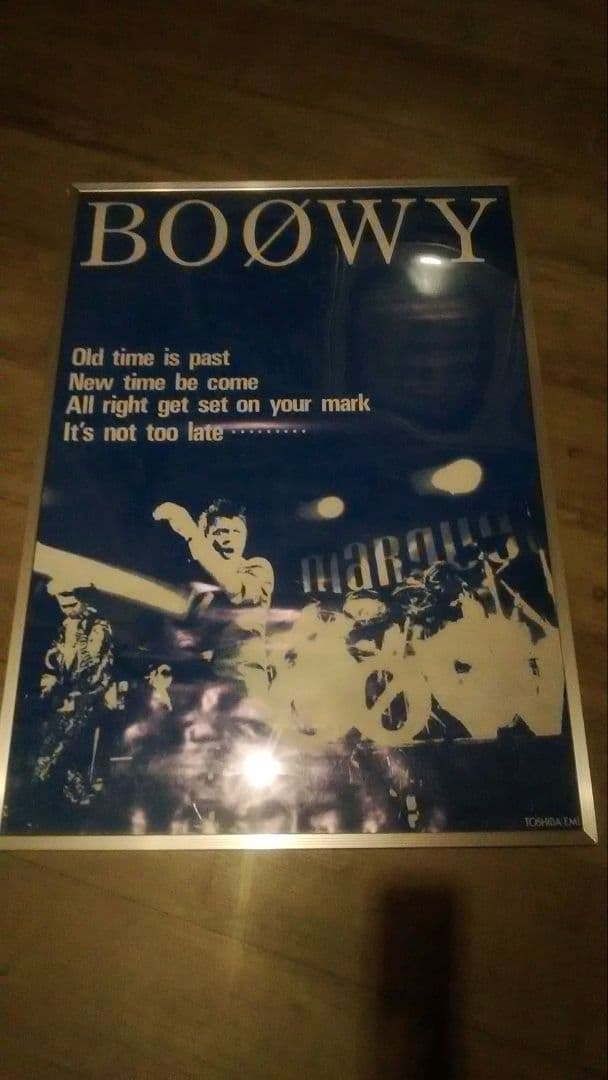 BOØWY
Old time is past
New time be come
All right get set on your mark
It's not too late ·········
marquee
TOSHIBA EMI